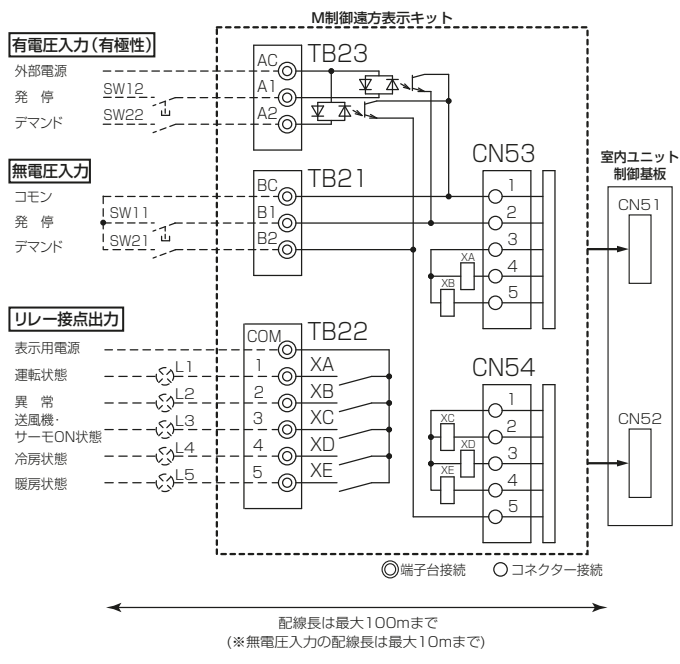 M制御遠方表示キット
有電圧入力(有極性)
外部電源
発 停
SW12
デマンド
SW22
AC
A1
A2
TB23
無電圧入力
コモン
発 停
SW11
デマンド
SW21
BC
B1
B2
TB21
CN53
1
2
3
4
5
XA
XB
室内ユニット
制御基板
CN51
CN52
リレー接点出力
表示用電源
運転状態
L1
異 常
L2
送風機・
サーモON状態
L3
冷房状態
L4
暖房状態
L5
COM
TB22
1
XA
2
XB
3
XC
4
XD
5
XE
CN54
1
2
3
4
5
XC
XD
XE
◎端子台接続 ○コネクター接続
配線長は最大100mまで
(※無電圧入力の配線長は最大10mまで)